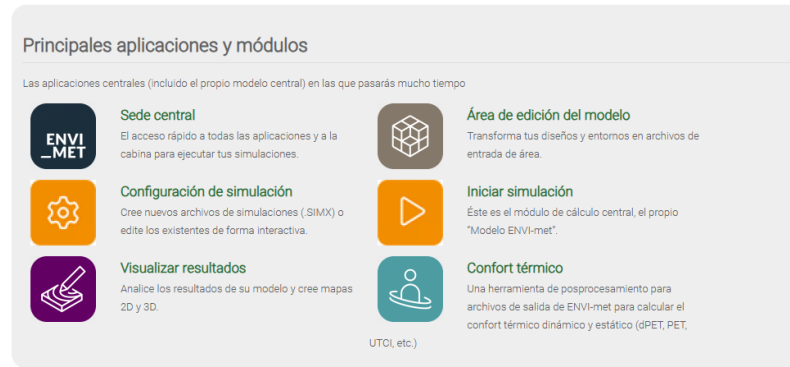 Principales aplicaciones y módulos
Las aplicaciones centrales (incluido el propio modelo central) en las que pasarás mucho tiempo
ENVI
_MET
Sede central
El acceso rápido a todas las aplicaciones y a la
cabina para ejecutar tus simulaciones.
Área de edición del modelo
Transforma tus diseños y entornos en archivos de
entrada de área.
Configuración de simulación
Cree nuevos archivos de simulaciones (.SIMX) o
edite los existentes de forma interactiva.
Iniciar simulación
Éste es el módulo de cálculo central, el propio
"Modelo ENVI-met".
Visualizar resultados
Analice los resultados de su modelo y cree mapas
2D y 3D.
Confort térmico
Una herramienta de posprocesamiento para
archivos de salida de ENVI-met para calcular el
confort térmico dinámico y estático (dPET, PET,
UTCI, etc.)